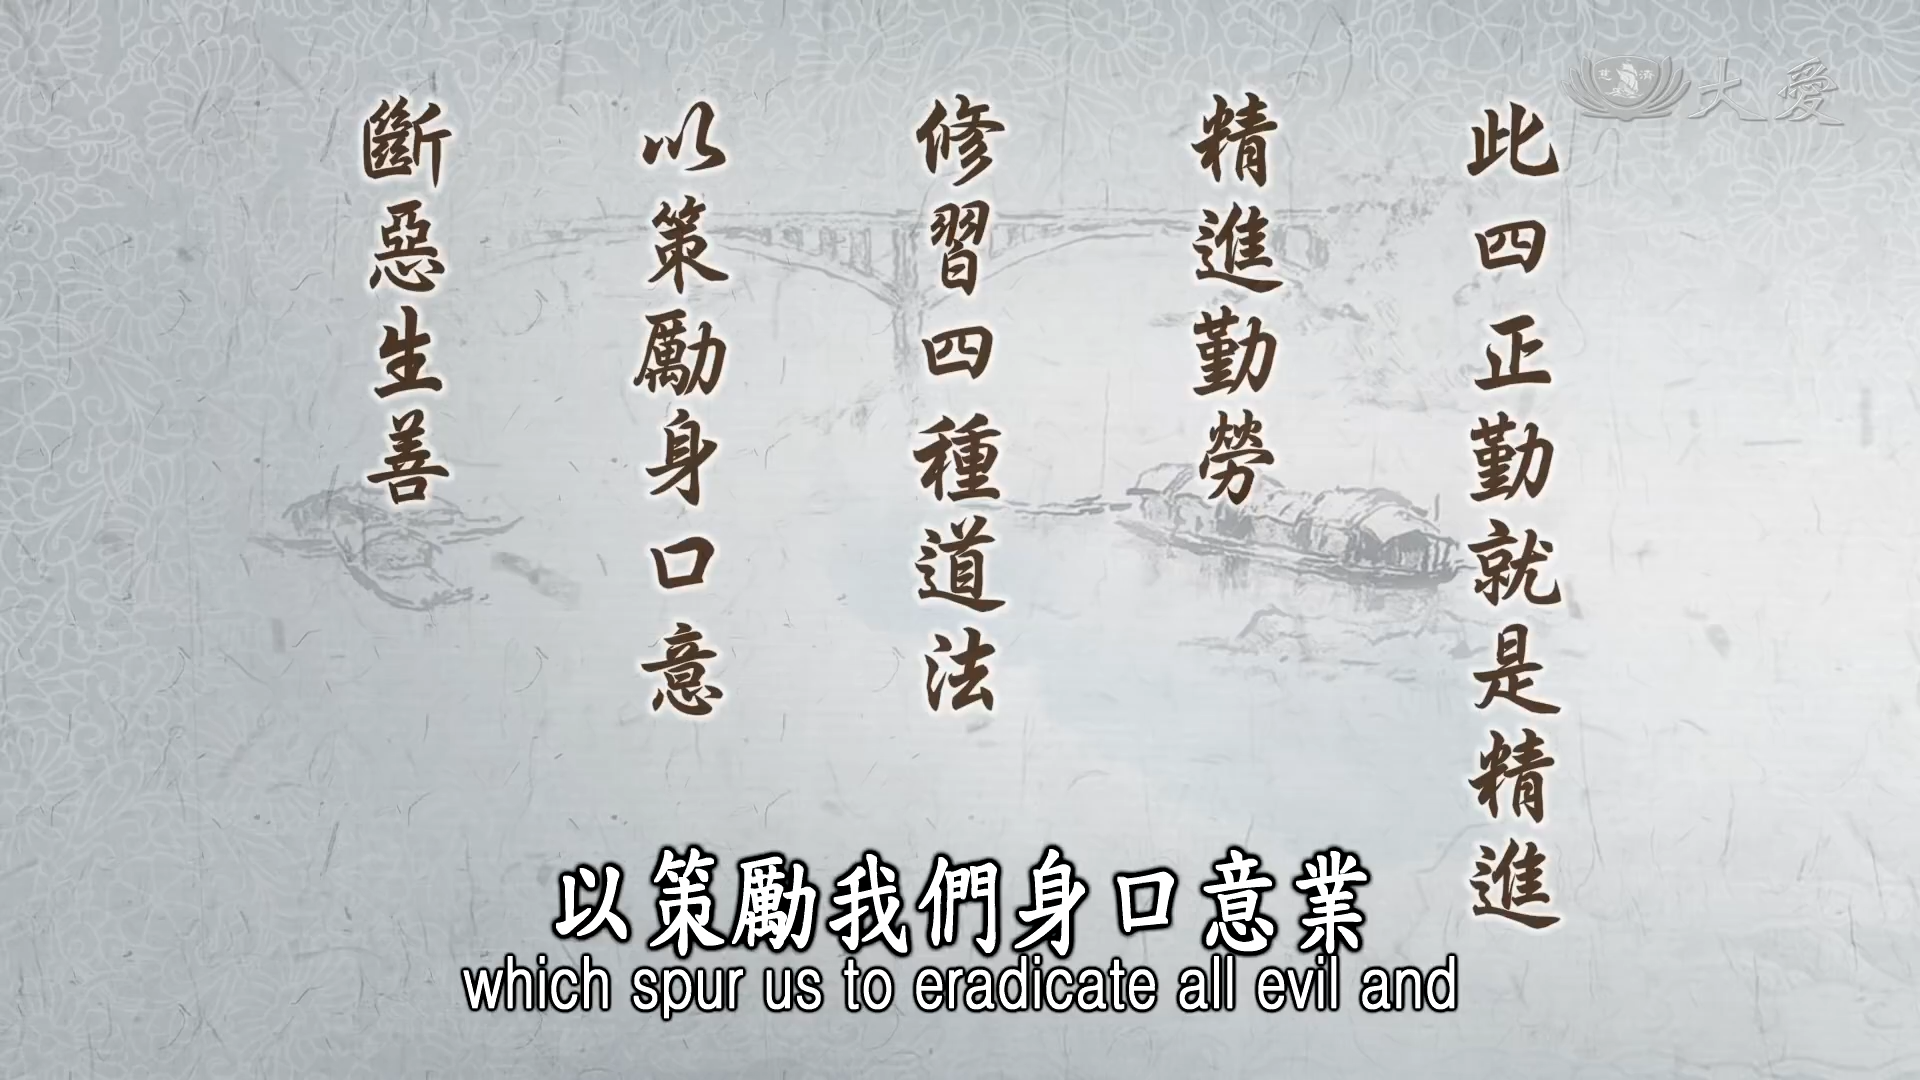 此四正勤就是精進
精進勤勞
修習四種道法
以策勵身口意
斷惡生善
大愛
以策勵我們身口意業
which spur us to eradicate all evil and